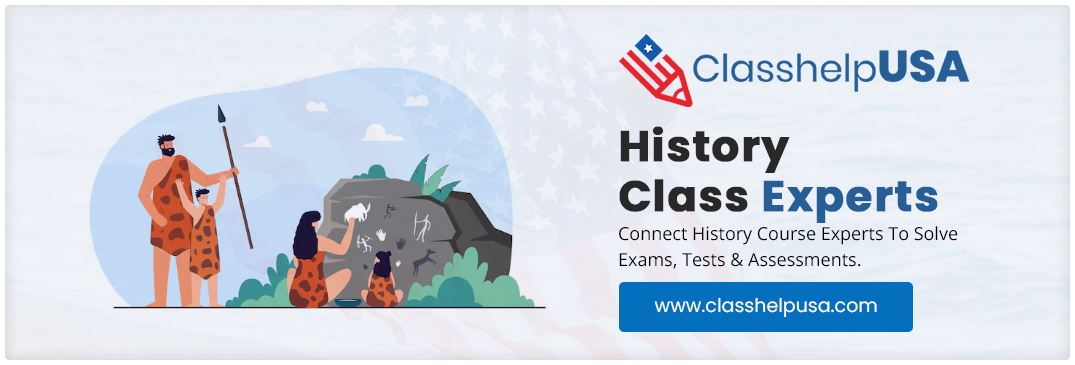 ClasshelpUSA
History
Class Experts
Connect History Course Experts To Solve
Exams, Tests & Assessments.
www.classhelpusa.com